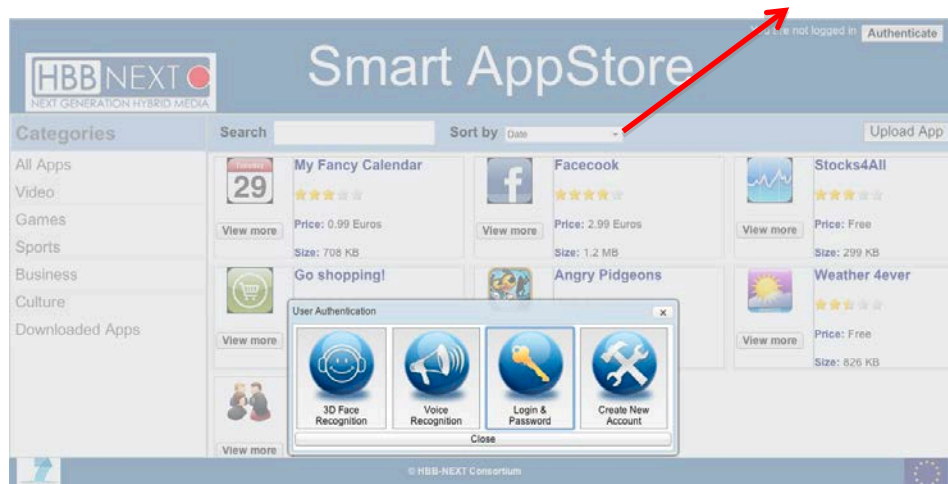 You are not logged in Authenticate
HBB NEXT
NEXT GENERATION HYBRID MEDIA
Smart AppStore
Categories
Search
Sort by Date
Upload App
All Apps
Video
Games
Sports
Business
Culture
Downloaded Apps
Tuesday
29
My Fancy Calendar
View more
Price: 0.99 Euros
Size: 708 KB
f
Facecook
View more
Price: 2.99 Euros
Size: 1.2 MB
Stocks4All
View more
Price: Free
Size: 299 KB
Go shopping!
View more
Angry Pidgeons
Weather 4ever
View more
Price: Free
Size: 826 KB
View more
User Authentication
x
3D Face
Recognition
Voice
Recognition
Login &
Password
Create New
Account
Close
7
© HBB-NEXT Consortium